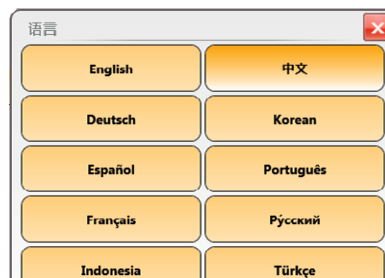 语言
English
中文
Deutsch
Korean
Español
Português
Français
Рýсский
Indonesia
Türkçe